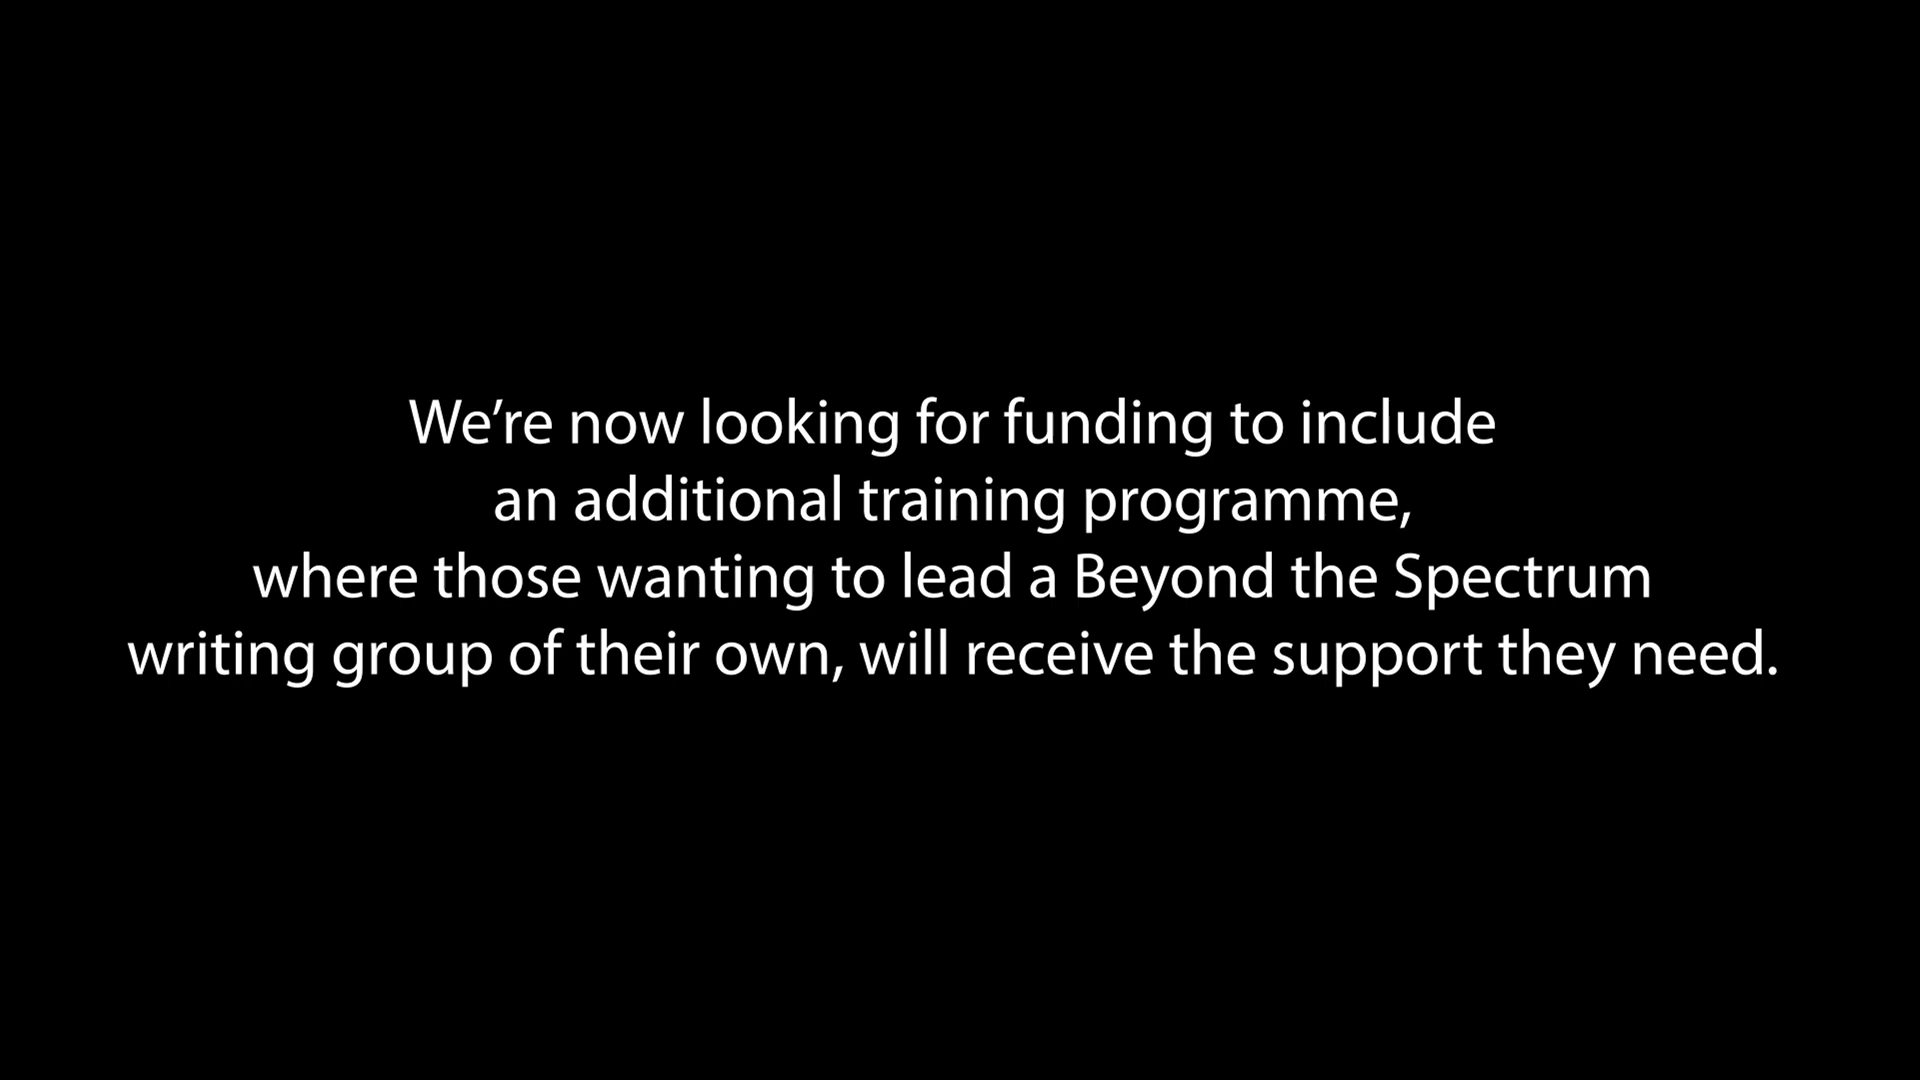 We’re now looking for funding to include
an additional training programme,
where those wanting to lead a Beyond the Spectrum
writing group of their own, will receive the support they need.